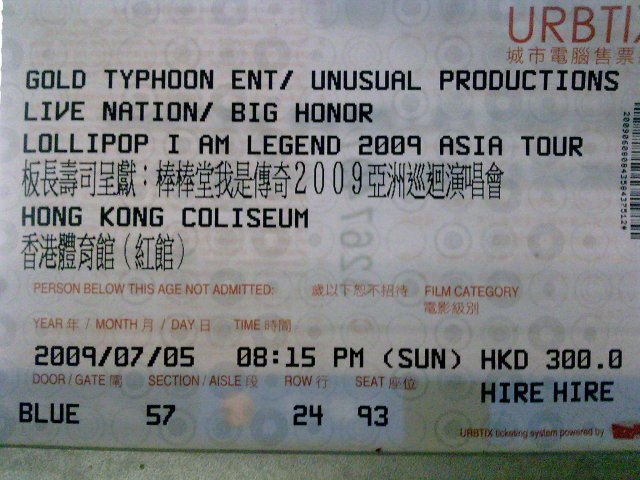 URBTIX
城市電腦售票
GOLD TYPHOON ENT/ UNUSUAL PRODUCTIONS
LIVE NATION/ BIG HONOR
LOLLIPOP I AM LEGEND 2009 ASIA TOUR
板長壽司呈獻：棒棒堂我是傳奇2009亞洲巡迴演唱會
HONG KONG COLISEUM
香港體育館（紅館）
PERSON BELOW THIS AGE NOT ADMITTED: 歲以下恕不招待 FILM CATEGORY
電影級別
YEAR 年 / MONTH 月 / DAY 日 TIME 時間
2009/07/05 08:15 PM (SUN) HKD 300.0
DOOR / GATE 閘 SECTION / AISLE 段 ROW 行 SEAT 座位
HIRE HIRE
BLUE 57 24 93
URBTIX ticketing system powered by